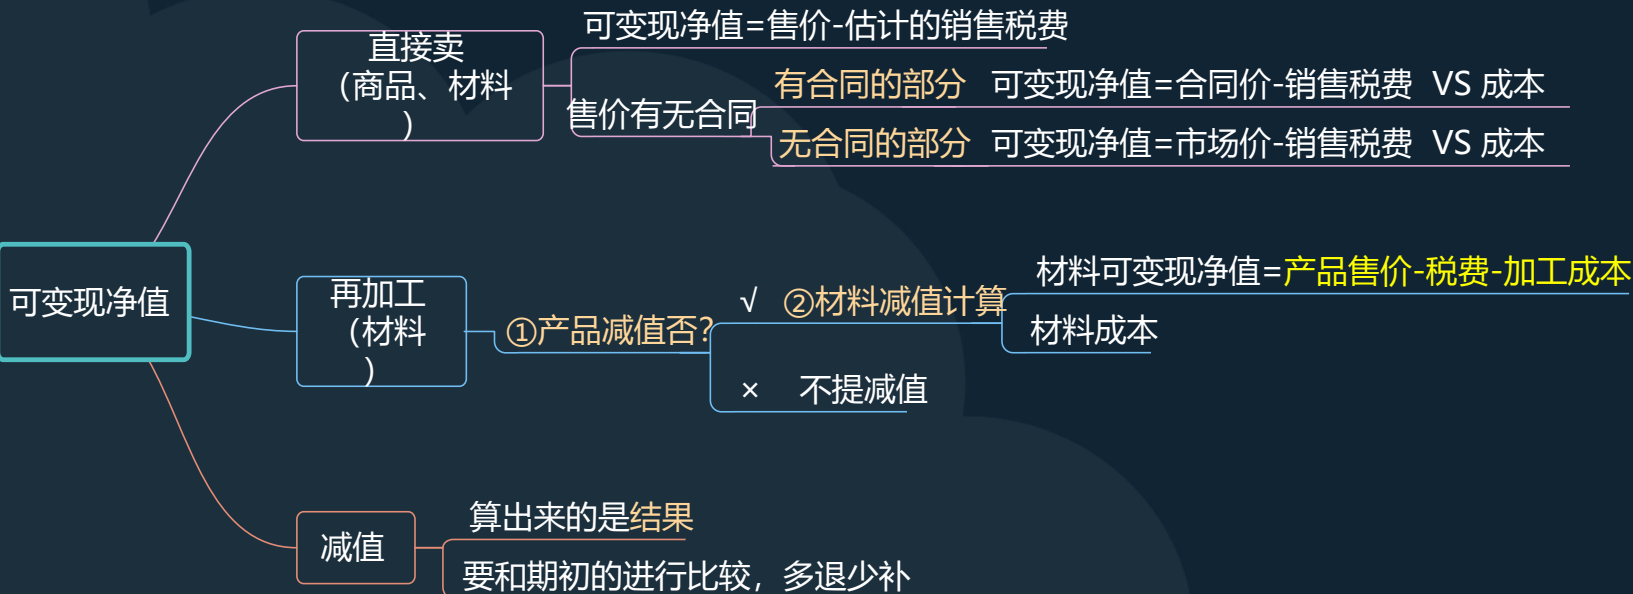 可变现净值
直接卖
（商品、材料
）
可变现净值=售价-估计的销售税费
售价有无合同
有合同的部分 可变现净值=合同价-销售税费 VS 成本
无合同的部分 可变现净值=市场价-销售税费 VS 成本
再加工
（材料
）
①产品减值否?
√ ②材料减值计算
材料可变现净值=产品售价-税费-加工成本
材料成本
× 不提减值
减值
算出来的是结果
要和期初的进行比较，多退少补